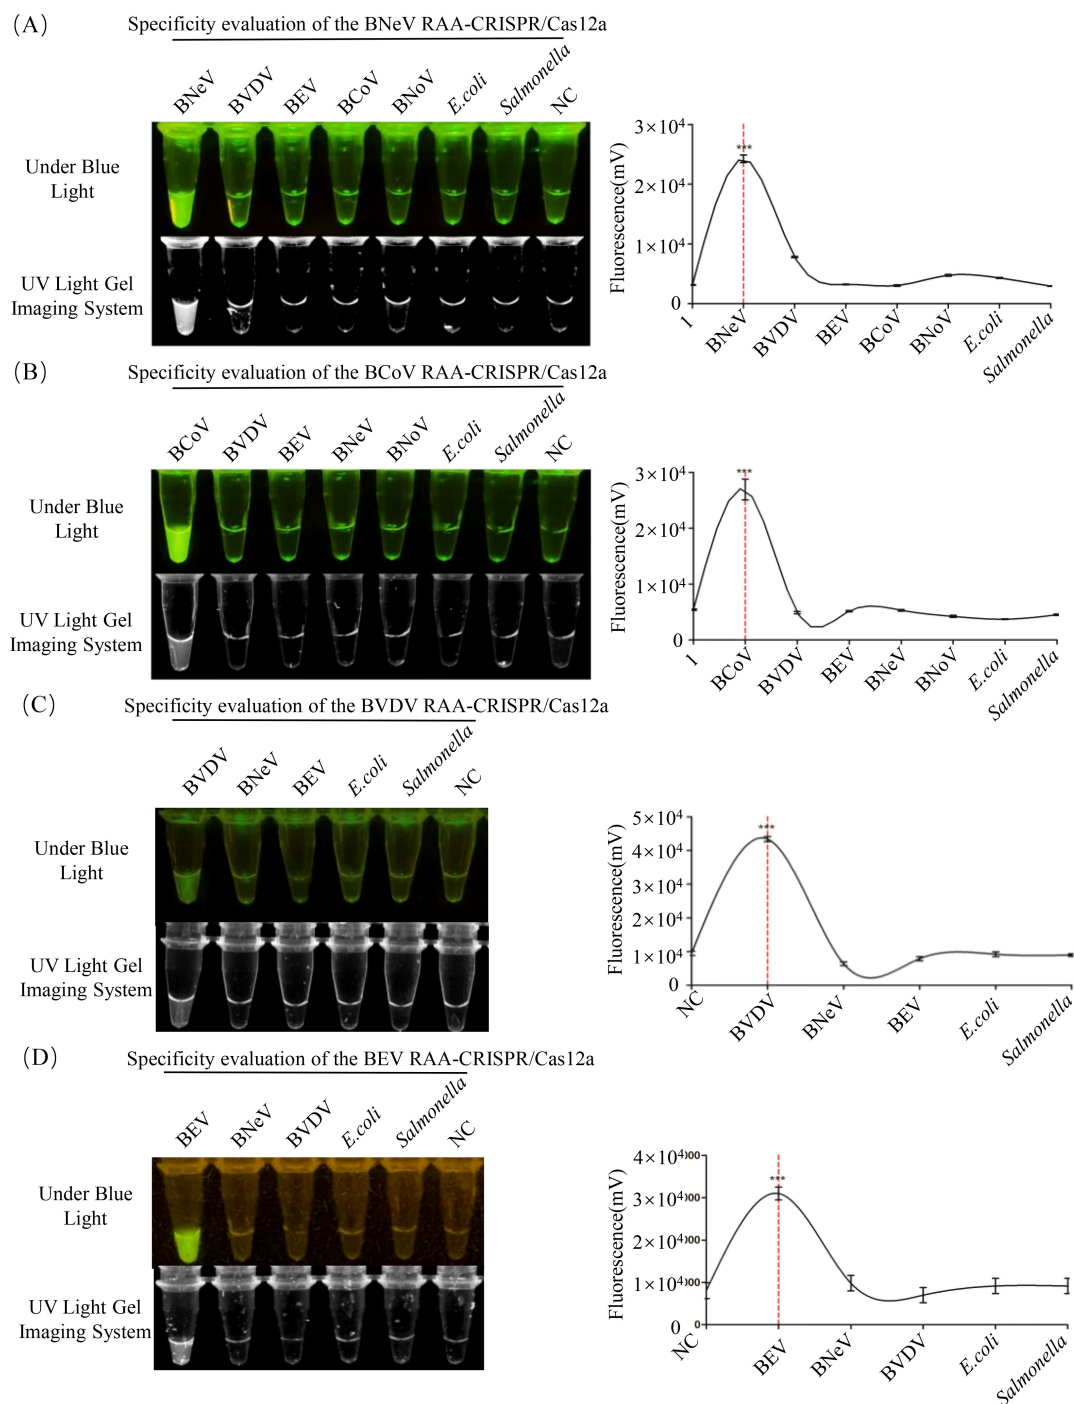 (A)
Specificity evaluation of the BNeV RAA-CRISPR/Cas12a
BNeV
BVDV
BEV
BCoV
BNoV
E.coli
Salmonella
NC
Under Blue
Light
UV Light Gel
Imaging System
Fluorescence(mV)
3×10⁴
2×10⁴
1×10⁴
0
1
BNeV
BVDV
BEV
BCoV
BNoV
E.coli
Salmonella
***
(B)
Specificity evaluation of the BCoV RAA-CRISPR/Cas12a
BCoV
BVDV
BEV
BNeV
BNoV
E.coli
Salmonella
NC
Under Blue
Light
UV Light Gel
Imaging System
Fluorescence(mV)
3×10⁴
2×10⁴
1×10⁴
0
1
BCoV
BVDV
BEV
BNeV
BNoV
E.coli
Salmonella
***
(C)
Specificity evaluation of the BVDV RAA-CRISPR/Cas12a
BVDV
BNeV
BEV
E.coli
Salmonella
NC
Under Blue
Light
UV Light Gel
Imaging System
Fluorescence(mV)
5×10⁴
4×10⁴
3×10⁴
2×10⁴
1×10⁴
0
NC
BVDV
BNeV
BEV
E.coli
Salmonella
***
(D)
Specificity evaluation of the BEV RAA-CRISPR/Cas12a
BEV
BNeV
BVDV
E.coli
Salmonella
NC
Under Blue
Light
UV Light Gel
Imaging System
Fluorescence(mV)
4×10⁴
3×10⁴
2×10⁴
1×10⁴
0
NC
BEV
BNeV
BVDV
E.coli
Salmonella
***